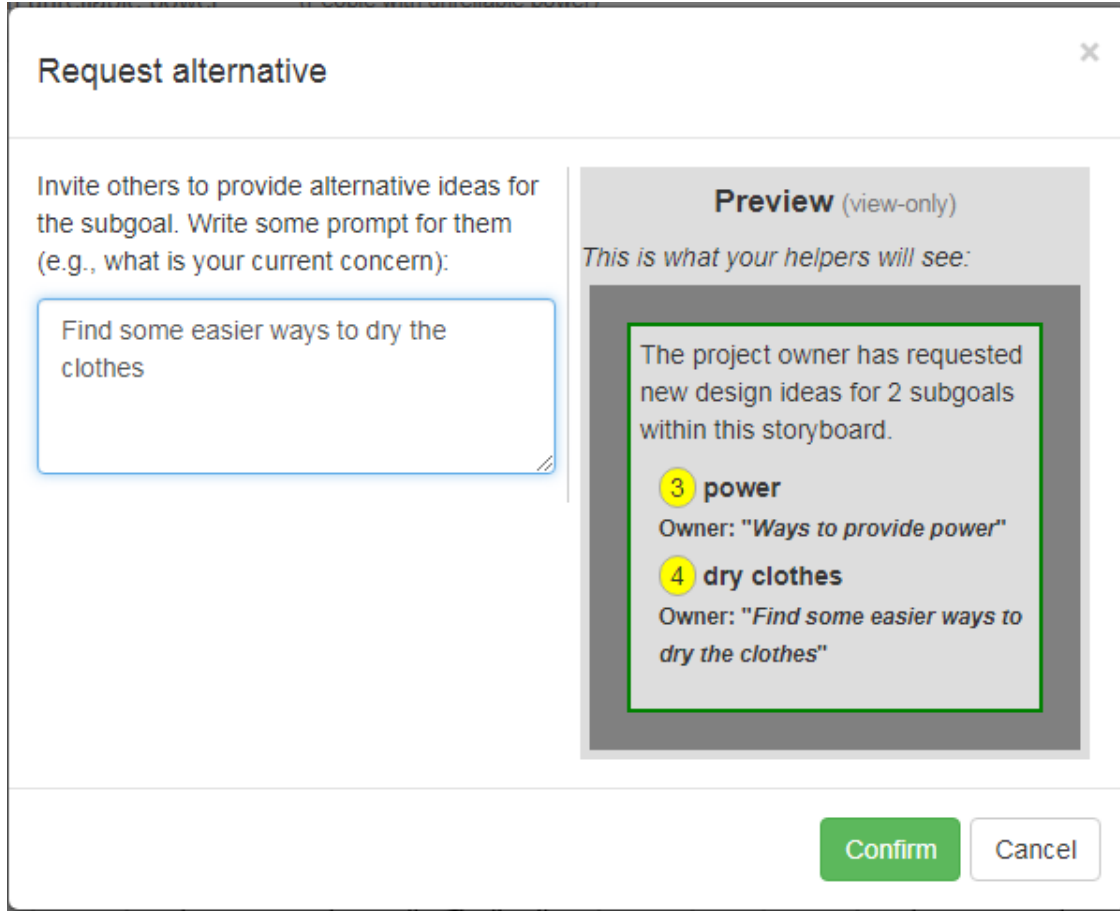 Request alternative
×
Invite others to provide alternative ideas for
the subgoal. Write some prompt for them
(e.g., what is your current concern):
Find some easier ways to dry the
clothes
Preview (view-only)
This is what your helpers will see:
The project owner has requested
new design ideas for 2 subgoals
within this storyboard.
3 power
Owner: "Ways to provide power"
4 dry clothes
Owner: "Find some easier ways to
dry the clothes"
Confirm Cancel